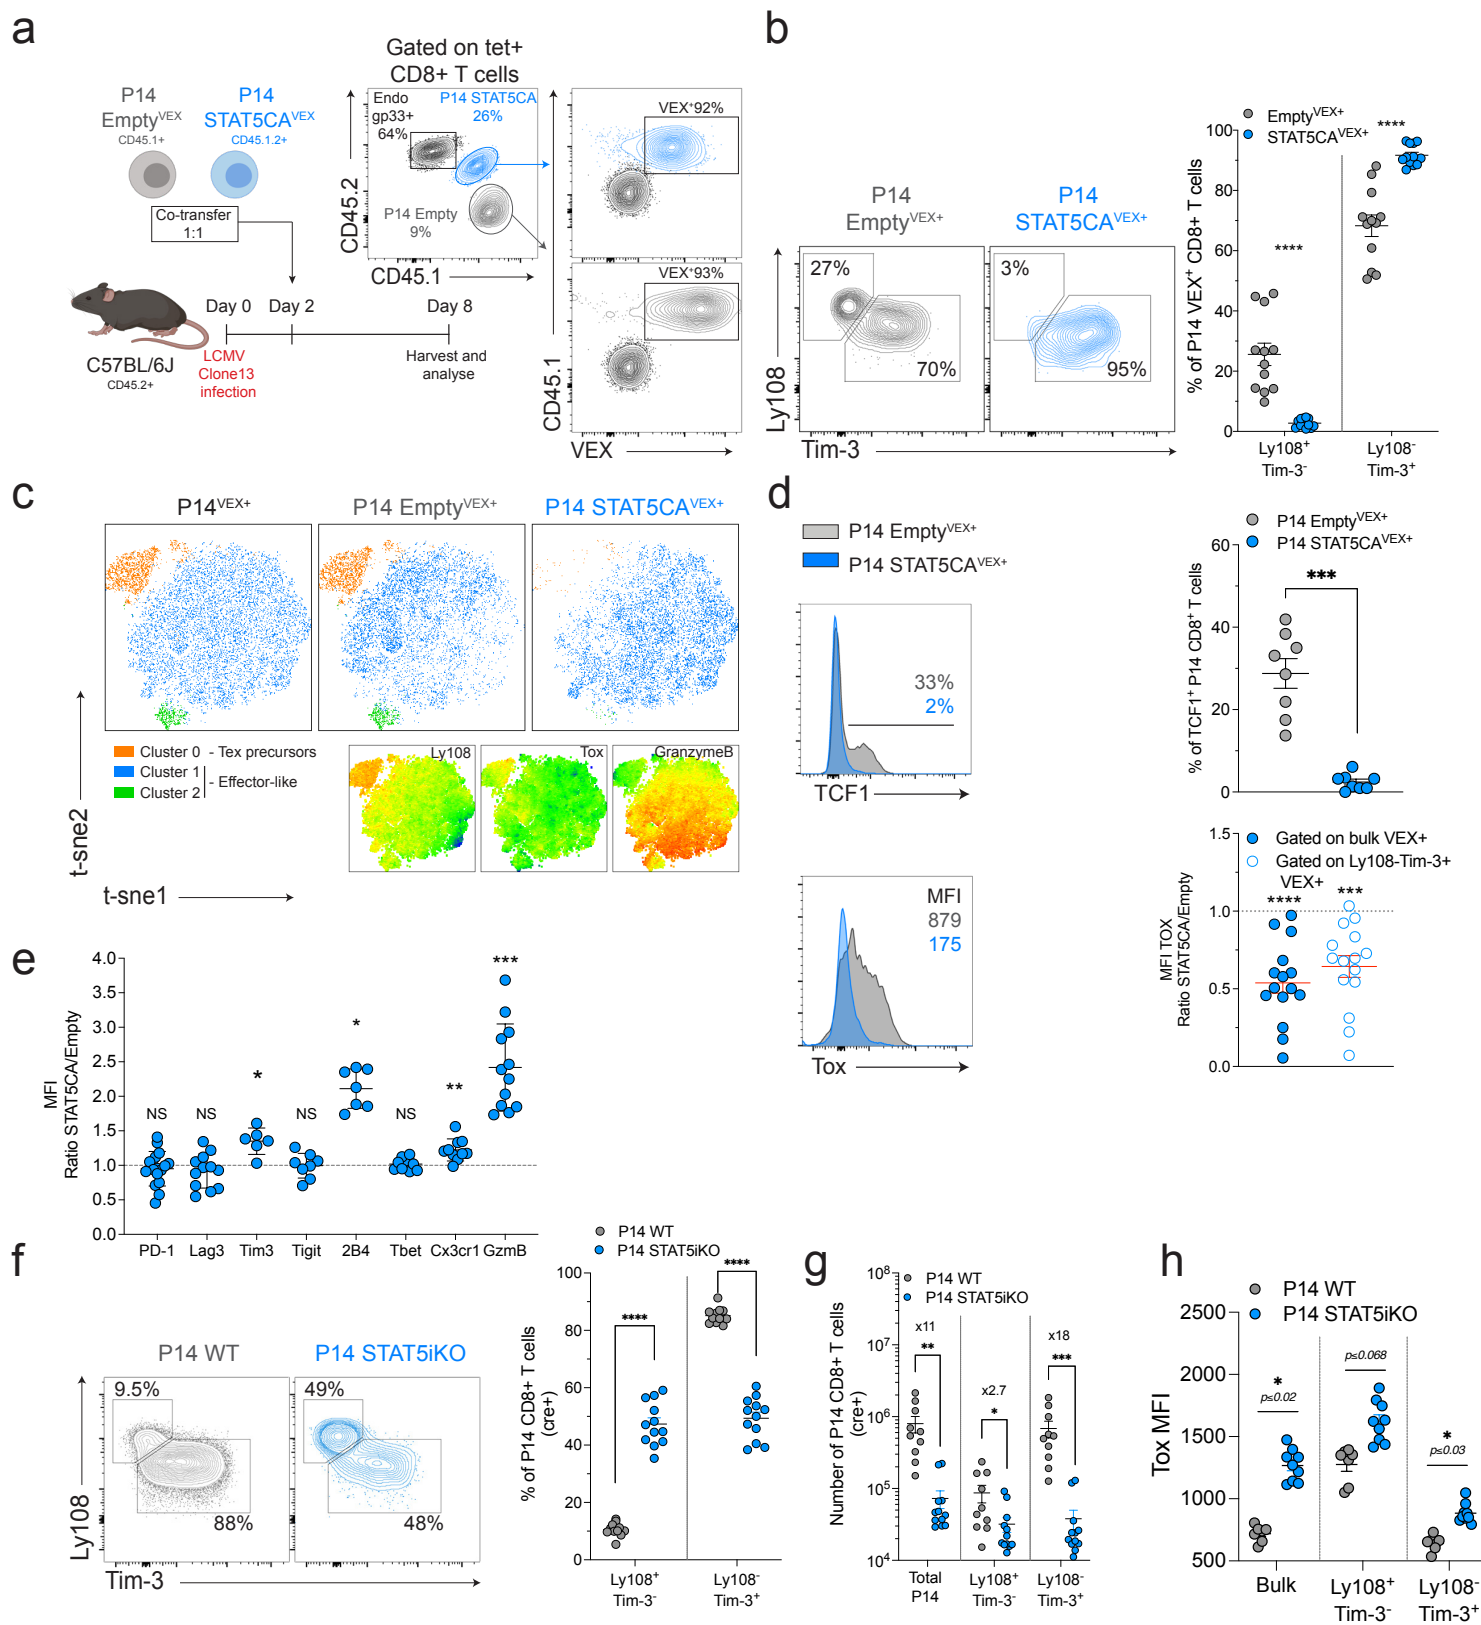 a
P14
Empty^VEX
CD45.1+
P14
STAT5CA^VEX
CD45.1.2+
Co-transfer
1:1
Day 0
Day 2
Day 8
LCMV
Clone13
infection
Harvest and
analyse
C57BL/6J
CD45.2+
Gated on tet+
CD8+ T cells
Endo
gp33+
64%
P14 STAT5CA
26%
P14 Empty
9%
CD45.2
CD45.1
VEX⁺92%
VEX⁺93%
CD45.1
VEX
b
P14
Empty^VEX+
P14
STAT5CA^VEX+
27%
70%
3%
95%
Ly108
Tim-3
Empty^VEX+
STAT5CA^VEX+
****
****
% of P14 VEX⁺ CD8+ T cells
100
80
60
40
20
0
Ly108⁺
Tim-3⁻
Ly108⁻
Tim-3⁺
c
P14^VEX+
P14 Empty^VEX+
P14 STAT5CA^VEX+
Cluster 0 - Tex precursors
Cluster 1
Cluster 2
- Effector-like
Ly108
Tox
GranzymeB
t-sne2
t-sne1
d
P14 Empty^VEX+
P14 STAT5CA^VEX+
33%
2%
TCF1
P14 Empty^VEX+
P14 STAT5CA^VEX+
***
% of TCF1⁺ P14 CD8⁺ T cells
60
40
20
0
MFI
879
175
Tox
Gated on bulk VEX+
Gated on Ly108-Tim-3+
VEX+
****
***
MFI TOX
Ratio STAT5CA/Empty
1.5
1.0
0.5
0.0
e
MFI
Ratio STAT5CA/Empty
4.0
3.5
3.0
2.5
2.0
1.5
1.0
0.5
0.0
NS
NS
*
NS
*
NS
**
***
PD-1
Lag3
Tim3
Tigit
2B4
Tbet
Cx3cr1
GzmB
f
P14 WT
P14 STAT5iKO
9.5%
88%
49%
48%
Ly108
Tim-3
P14 WT
P14 STAT5iKO
****
****
% of P14 CD8+ T cells
(cre+)
100
80
60
40
20
0
Ly108⁺
Tim-3⁻
Ly108⁻
Tim-3⁺
g
P14 WT
P14 STAT5iKO
x11
**
x2.7
*
x18
***
Number of P14 CD8+ T cells
(cre+)
10⁸
10⁷
10⁶
10⁵
10⁴
Total
P14
Ly108⁺
Tim-3⁻
Ly108⁻
Tim-3⁺
h
P14 WT
P14 STAT5iKO
*
p≤0.02
p≤0.068
*
p≤0.03
Tox MFI
2500
2000
1500
1000
500
Bulk
Ly108⁺
Tim-3⁻
Ly108⁻
Tim-3⁺